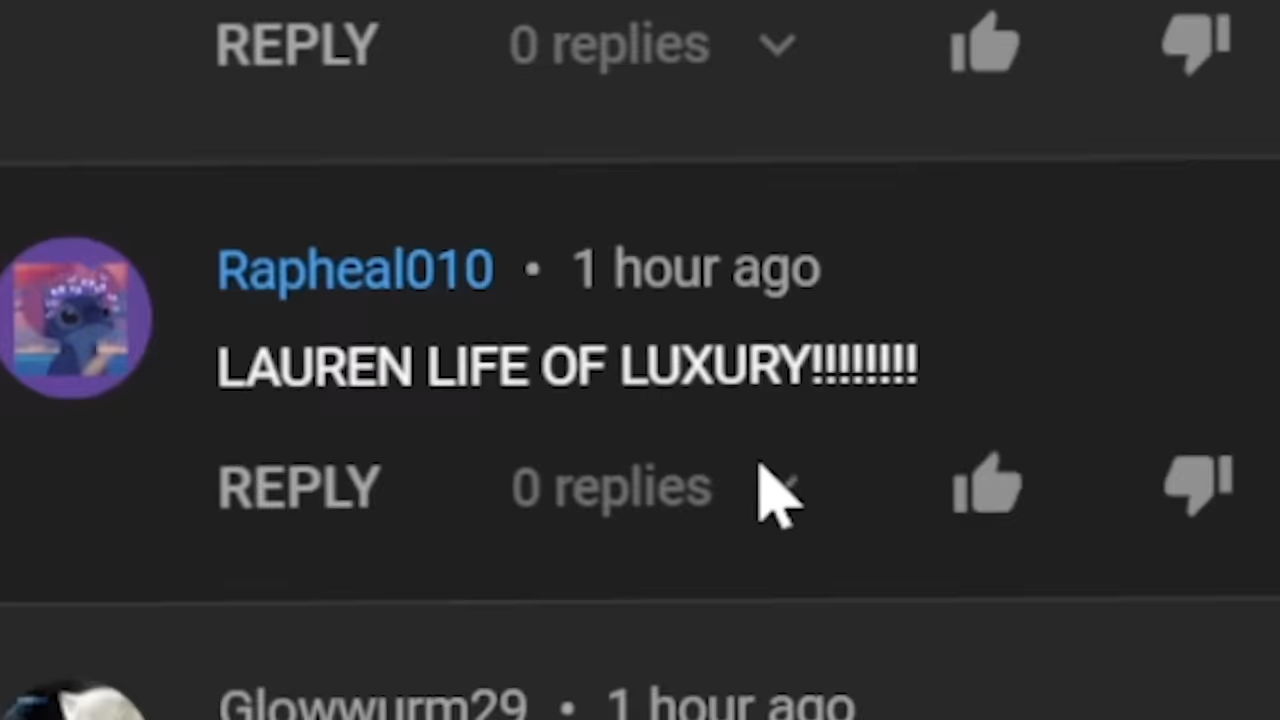 REPLY 0 replies
Rapheal010 • 1 hour ago
LAUREN LIFE OF LUXURY!!!!!!!!!
REPLY 0 replies
Glowwurm29 • 1 hour ago